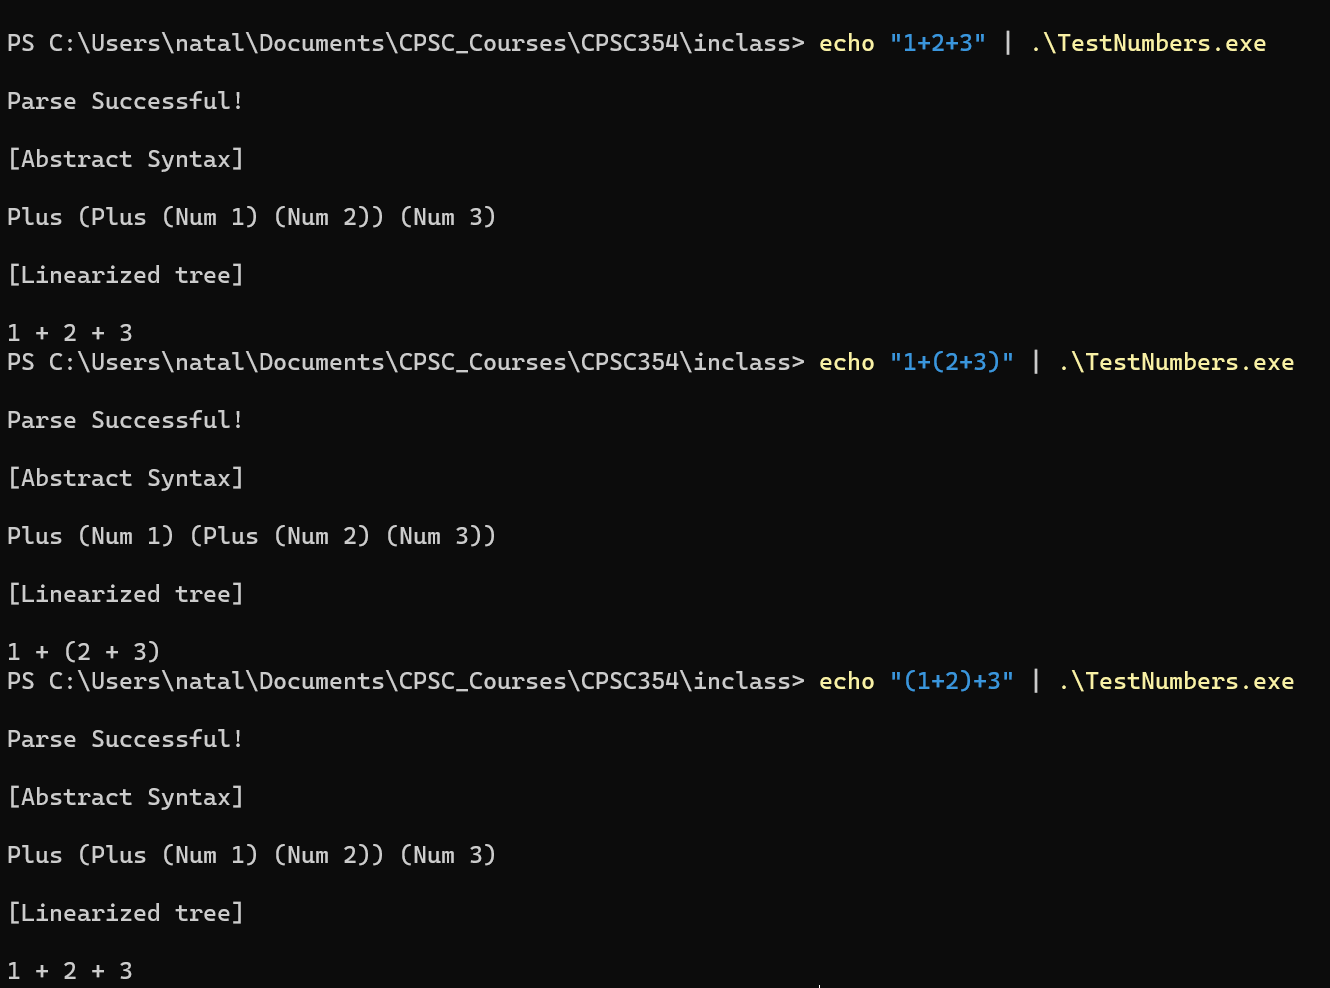 PS C:\Users\natal\Documents\CPSC_Courses\CPSC354\inclass> echo "1+2+3" | .\TestNumbers.exe
Parse Successful!
[Abstract Syntax]
Plus (Plus (Num 1) (Num 2)) (Num 3)
[Linearized tree]
1 + 2 + 3
PS C:\Users\natal\Documents\CPSC_Courses\CPSC354\inclass> echo "1+(2+3)" | .\TestNumbers.exe
Parse Successful!
[Abstract Syntax]
Plus (Num 1) (Plus (Num 2) (Num 3))
[Linearized tree]
1 + (2 + 3)
PS C:\Users\natal\Documents\CPSC_Courses\CPSC354\inclass> echo "(1+2)+3" | .\TestNumbers.exe
Parse Successful!
[Abstract Syntax]
Plus (Plus (Num 1) (Num 2)) (Num 3)
[Linearized tree]
1 + 2 + 3